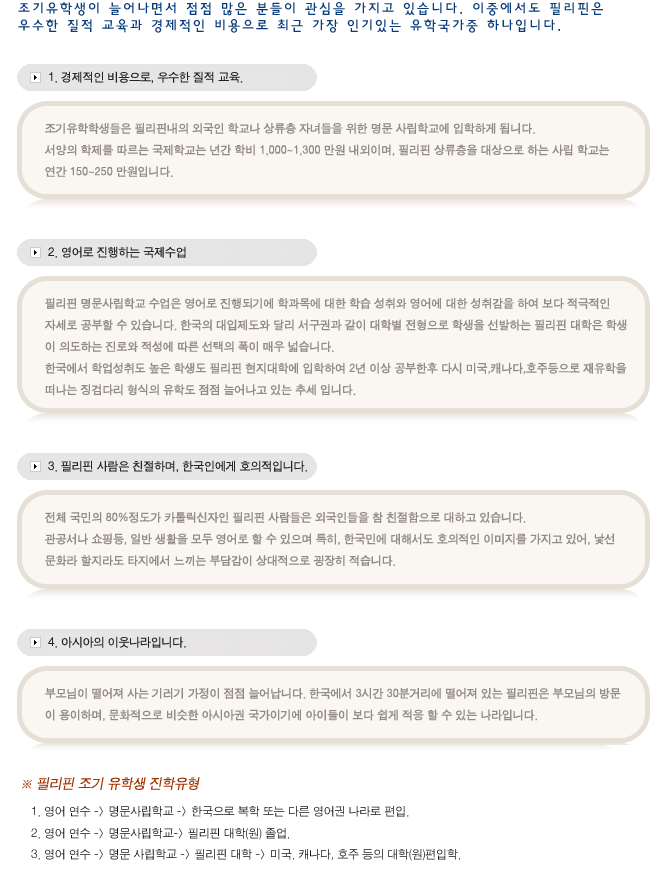 조기유학생이 늘어나면서 점점 많은 분들이 관심을 가지고 있습니다. 이중에서도 필리핀은
우수한 질적 교육과 경제적인 비용으로 최근 가장 인기있는 유학국가중 하나입니다.
1. 경제적인 비용으로, 우수한 질적 교육.
조기유학학생들은 필리핀내의 외국인 학교나 상류층 자녀들을 위한 명문 사립학교에 입학하게 됩니다.
서양의 학제를 따르는 국제학교는 년간 학비 1,000~1,300 만원 내외이며, 필리핀 상류층을 대상으로 하는 사립 학교는
연간 150~250 만원입니다.
2. 영어로 진행하는 국제수업
필리핀 명문사립학교 수업은 영어로 진행되기에 학과목에 대한 학습 성취와 영어에 대한 성취감을 하여 보다 적극적인
자세로 공부할 수 있습니다. 한국의 대입제도와 달리 서구권과 같이 대학별 전형으로 학생을 선발하는 필리핀 대학은 학생
이 의도하는 진로와 적성에 따른 선택의 폭이 매우 넓습니다.
한국에서 학업성취도 높은 학생도 필리핀 현지대학에 입학하여 2년 이상 공부한후 다시 미국,캐나다,호주등으로 재유학을
떠나는 징검다리 형식의 유학도 점점 늘어나고 있는 추세 입니다.
3. 필리핀 사람은 친절하며, 한국인에게 호의적입니다.
전체 국민의 80%정도가 카톨릭신자인 필리핀 사람들은 외국인들을 참 친절함으로 대하고 있습니다.
관공서나 쇼핑등, 일반 생활을 모두 영어로 할 수 있으며 특히, 한국민에 대해서도 호의적인 이미지를 가지고 있어, 낯선
문화라 할지라도 타지에서 느끼는 부담감이 상대적으로 굉장히 적습니다.
4. 아시아의 이웃나라입니다.
부모님이 떨어져 사는 기러기 가정이 점점 늘어납니다. 한국에서 3시간 30분거리에 떨어져 있는 필리핀은 부모님의 방문
이 용이하며, 문화적으로 비슷한 아시아권 국가이기에 아이들이 보다 쉽게 적응 할 수 있는 나라입니다.
※ 필리핀 조기 유학생 진학유형
1. 영어 연수 -> 명문사립학교 -> 한국으로 복학 또는 다른 영어권 나라로 편입.
2. 영어 연수 -> 명문사립학교-> 필리핀 대학(원) 졸업.
3. 영어 연수 -> 명문 사립학교 -> 필리핀 대학 -> 미국, 캐나다, 호주 등의 대학(원)편입학.